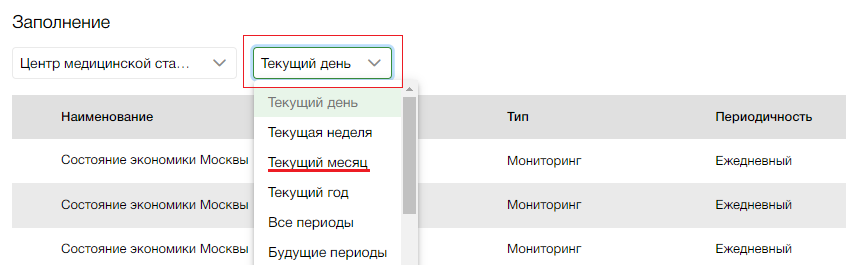 Заполнение
Центр медицинской ста...
Текущий день
Текущий день
Текущая неделя
Текущий месяц
Текущий год
Все периоды
Будущие периоды
Наименование Тип Периодичность
Состояние экономики Москвы Мониторинг Ежедневный
Состояние экономики Москвы Мониторинг Ежедневный
Состояние экономики Москвы Мониторинг Ежедневный